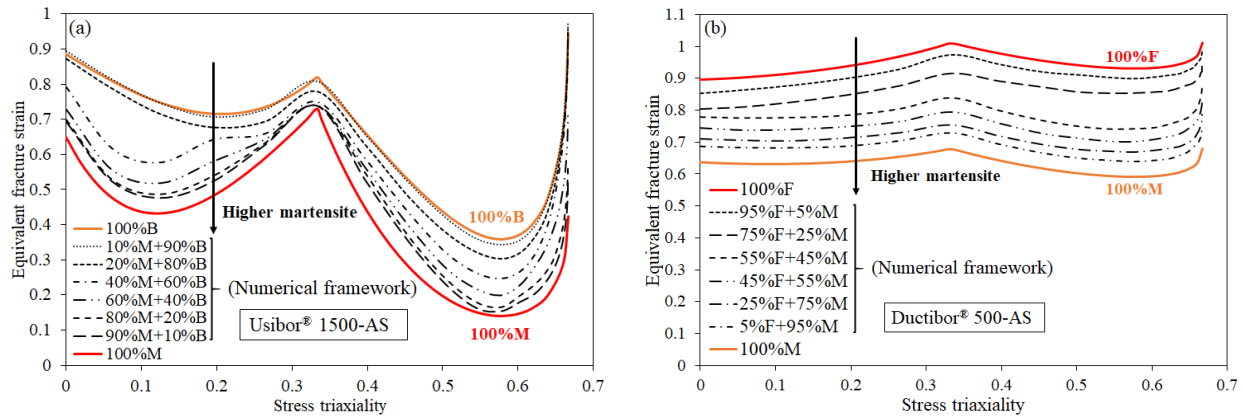 (a)
1
0.9
0.8
0.7
0.6
0.5
0.4
0.3
0.2
0.1
0
Equivalent fracture strain
Higher martensite
100%B
10%M+90%B
20%M+80%B
40%M+60%B
60%M+40%B
80%M+20%B
90%M+10%B
100%M
(Numerical framework)
Usibor® 1500-AS
100%B
100%M
0 0.1 0.2 0.3 0.4 0.5 0.6 0.7
Stress triaxiality
(b)
1.1
1
0.9
0.8
0.7
0.6
0.5
0.4
0.3
0.2
0.1
0
Equivalent fracture strain
100%F
100%M
Higher martensite
100%F
95%F+5%M
75%F+25%M
55%F+45%M
45%F+55%M
25%F+75%M
5%F+95%M
100%M
(Numerical framework)
Ductibor® 500-AS
0 0.1 0.2 0.3 0.4 0.5 0.6 0.7
Stress triaxiality